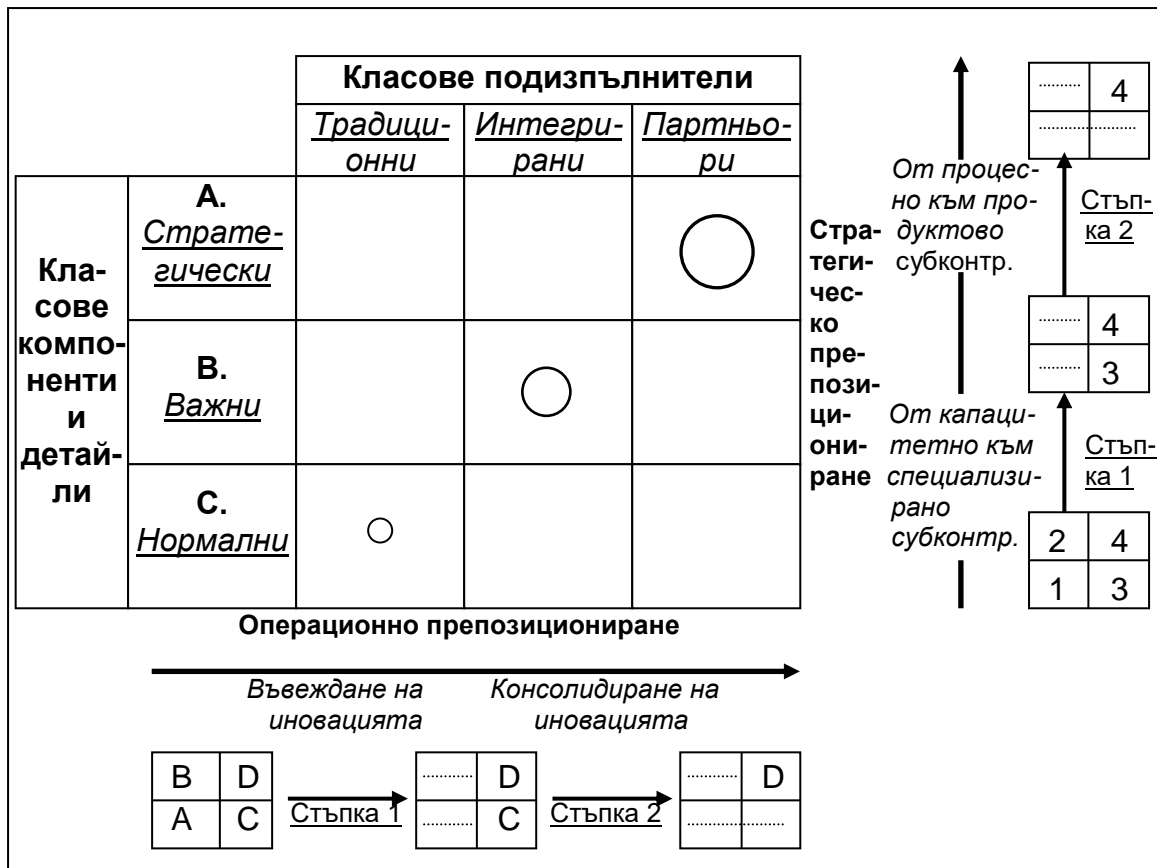 Класове подизпълнители
Традици-
онни
Интегри-
рани
Партньо-
ри
Кла-
сове
компо-
ненти
и
детай-
ли
A.
Страте-
гически
B.
Важни
C.
Нормални
Стра-
теги-
чес-
ко
пре-
пози-
ци-
они-
ране
От процес-
но към про-
дуктово
субконтр.
От капаци-
тетно към
специализи-
рано
субконтр.
........ 4
................
Стъп-
ка 2
........ 4
........ 3
Стъп-
ка 1
2 4
1 3
Операционно препозициониране
Въвеждане на
иновацията
Консолидиране на
иновацията
B D
A C
Стъпка 1
........ D
........ C
Стъпка 2
........ D
................